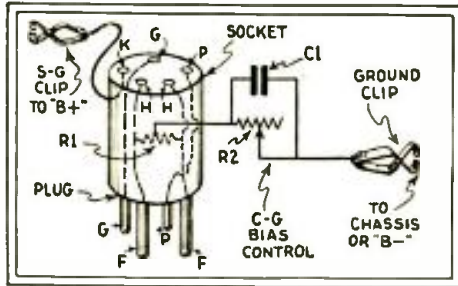 G
P
K
SOCKET
C1
S-G
CLIP
TO "B+"
GROUND
CLIP
H
H
R1
R2
PLUG
C-G
BIAS
CONTROL
TO
CHASSIS
OR "B-"
G
P
F
F